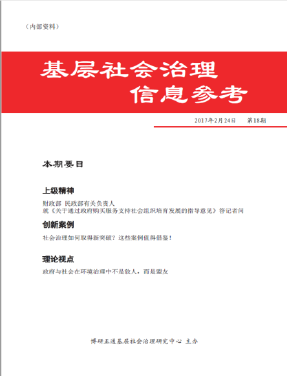 （内部资料）
基层社会治理
信息参考
2017年2月24日 第18期
本期要目
上级精神
财政部 民政部有关负责人
就《关于通过政府购买服务支持社会组织培育发展的指导意见》答记者问
创新案例
社会治理如何取得新突破？这些案例值得借鉴！
理论视点
政府与社会在环境治理中不是敌人，而是盟友
博研孟通基层社会治理研究中心 主办